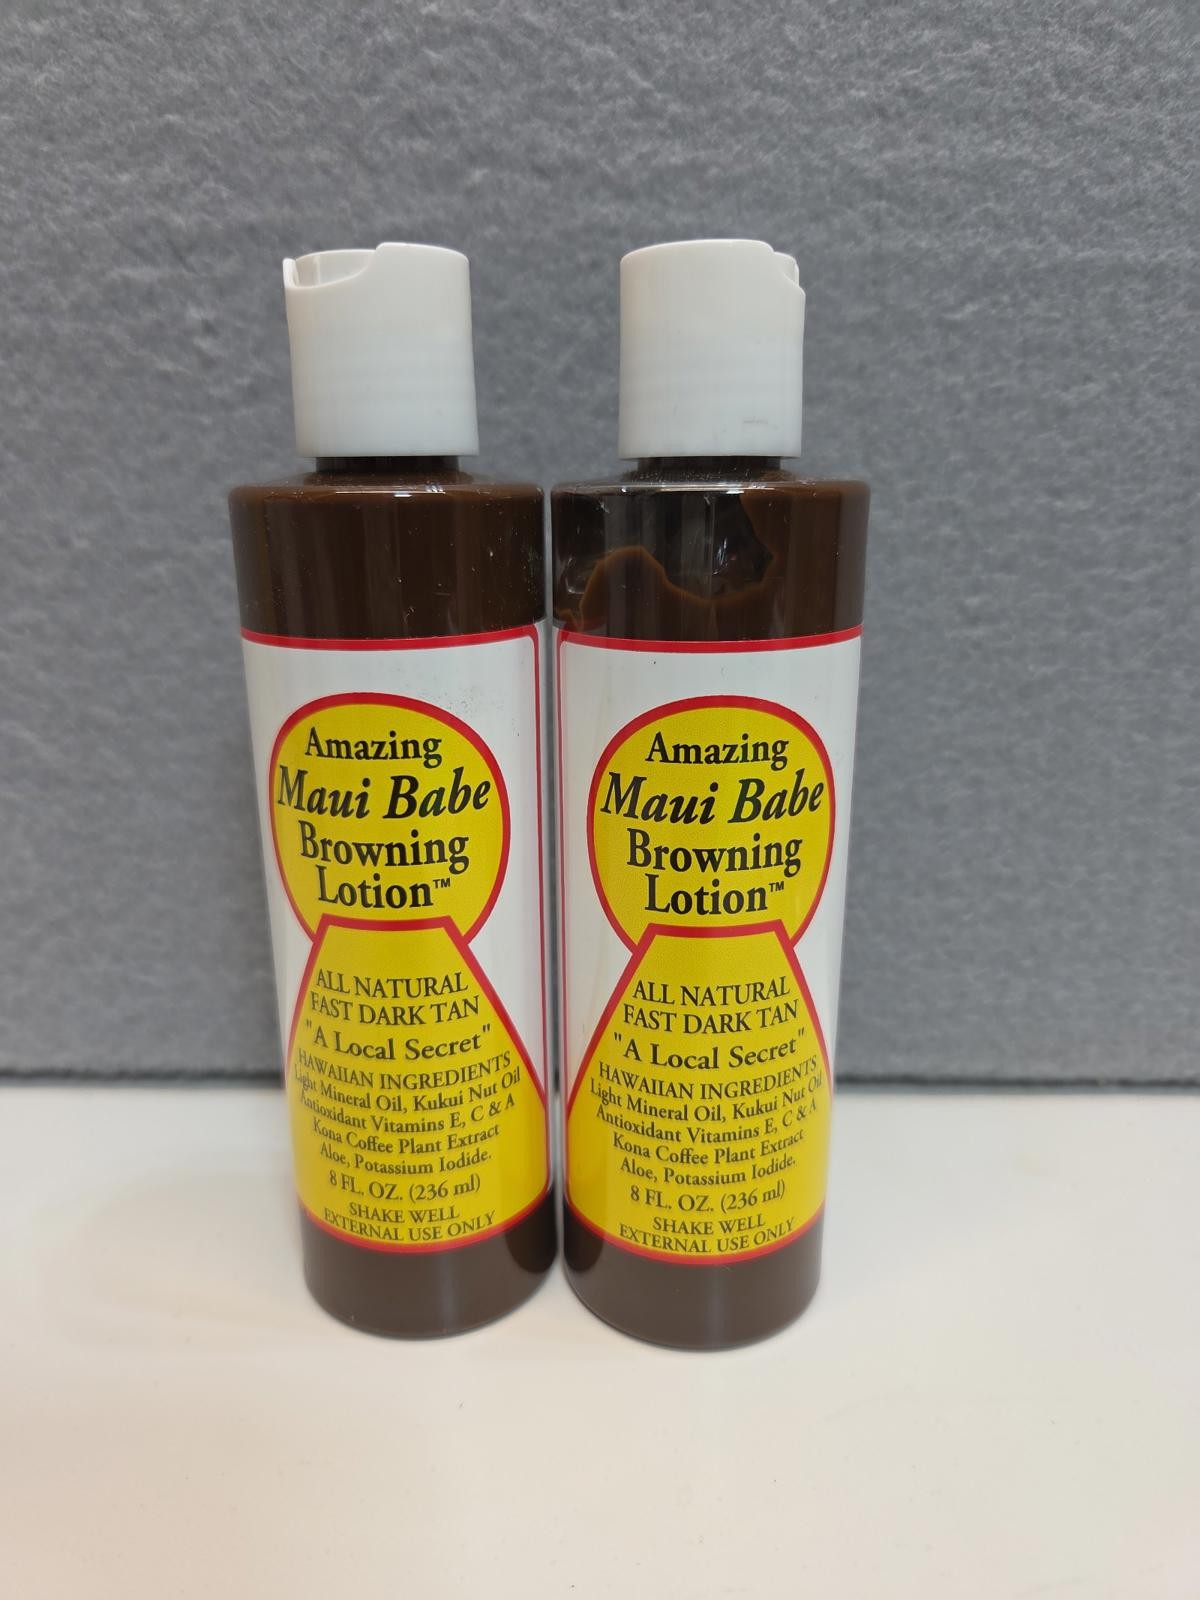 Amazing
Maui Babe
Browning
Lotion™
ALL NATURAL
FAST DARK TAN
"A Local Secret"
HAWAIIAN INGREDIENTS
Light Mineral Oil, Kukui Nut Oil
Antioxidant Vitamins E, C & A
Kona Coffee Plant Extract
Aloe, Potassium Iodide.
8 FL. OZ. (236 ml)
SHAKE WELL
EXTERNAL USE ONLY
Amazing
Maui Babe
Browning
Lotion™
ALL NATURAL
FAST DARK TAN
"A Local Secret"
HAWAIIAN INGREDIENTS
Light Mineral Oil, Kukui Nut Oil
Antioxidant Vitamins E, C & A
Kona Coffee Plant Extract
Aloe, Potassium Iodide.
8 FL. OZ. (236 ml)
SHAKE WELL
EXTERNAL USE ONLY